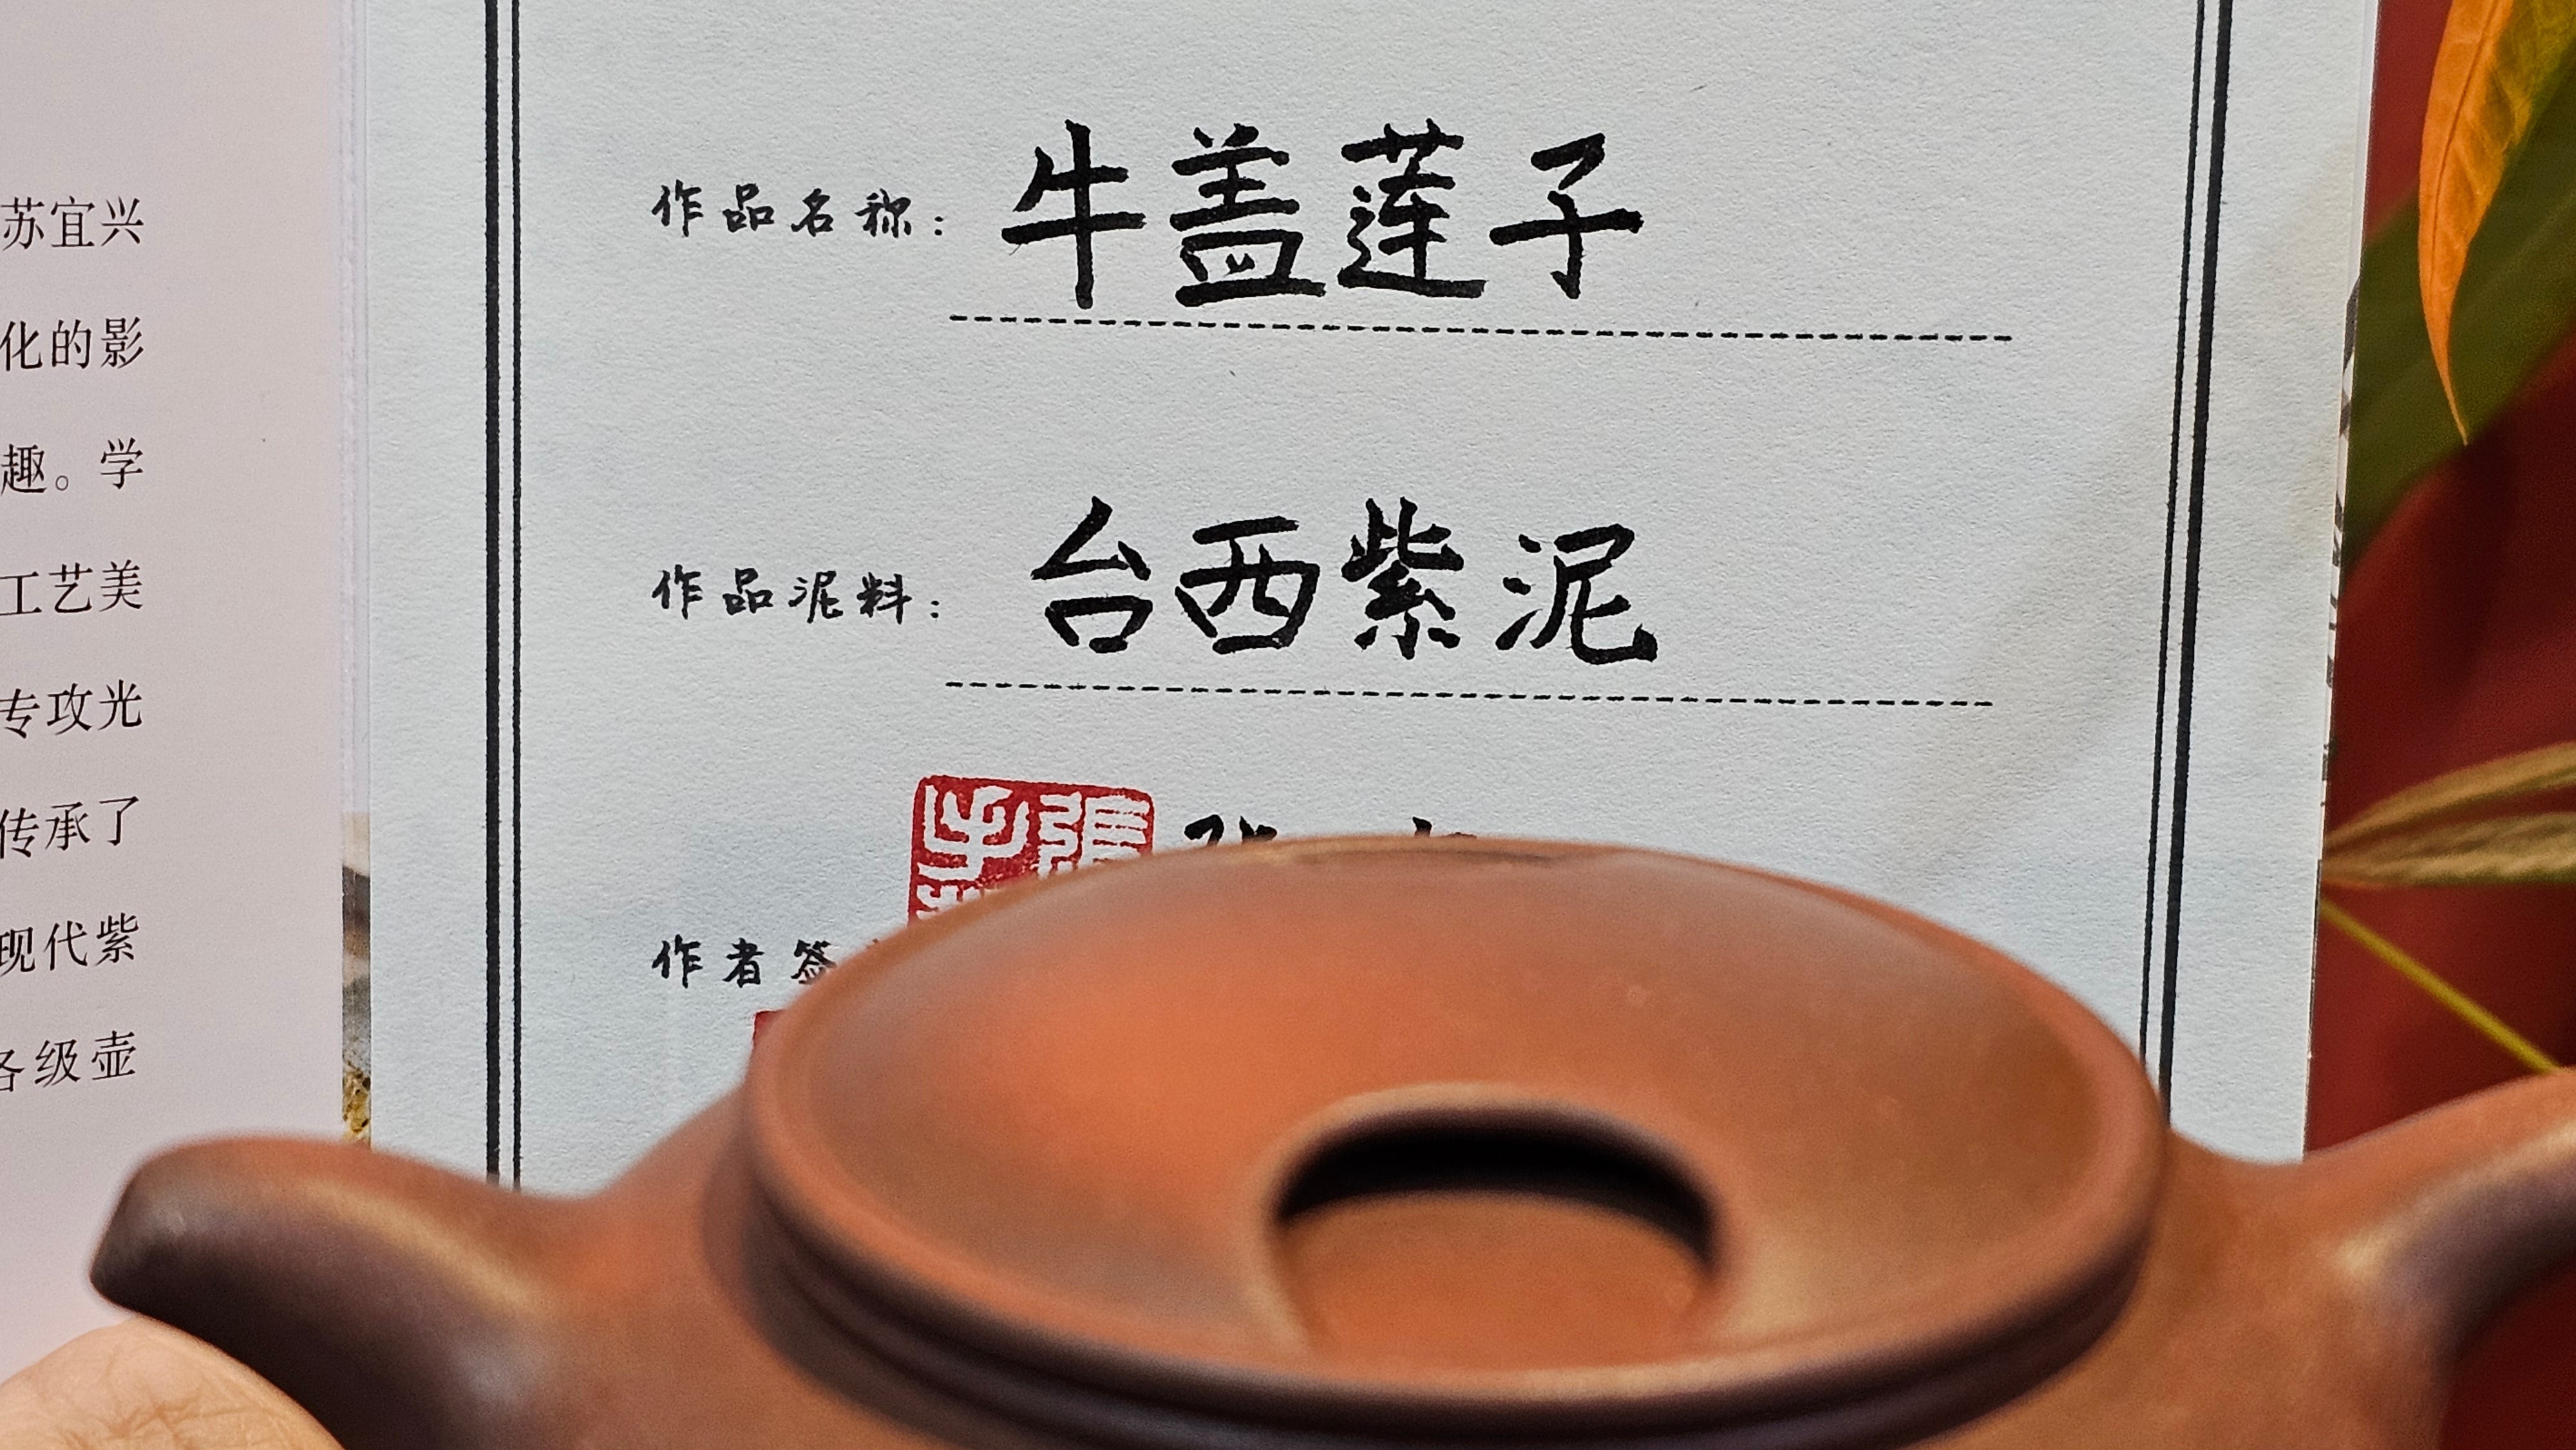 苏宜兴
化的影
趣。学
工艺美
专攻光
传承了
现代紫
各级壶
作品名称：牛盖莲子
作品泥料：台西紫泥
張
作者签